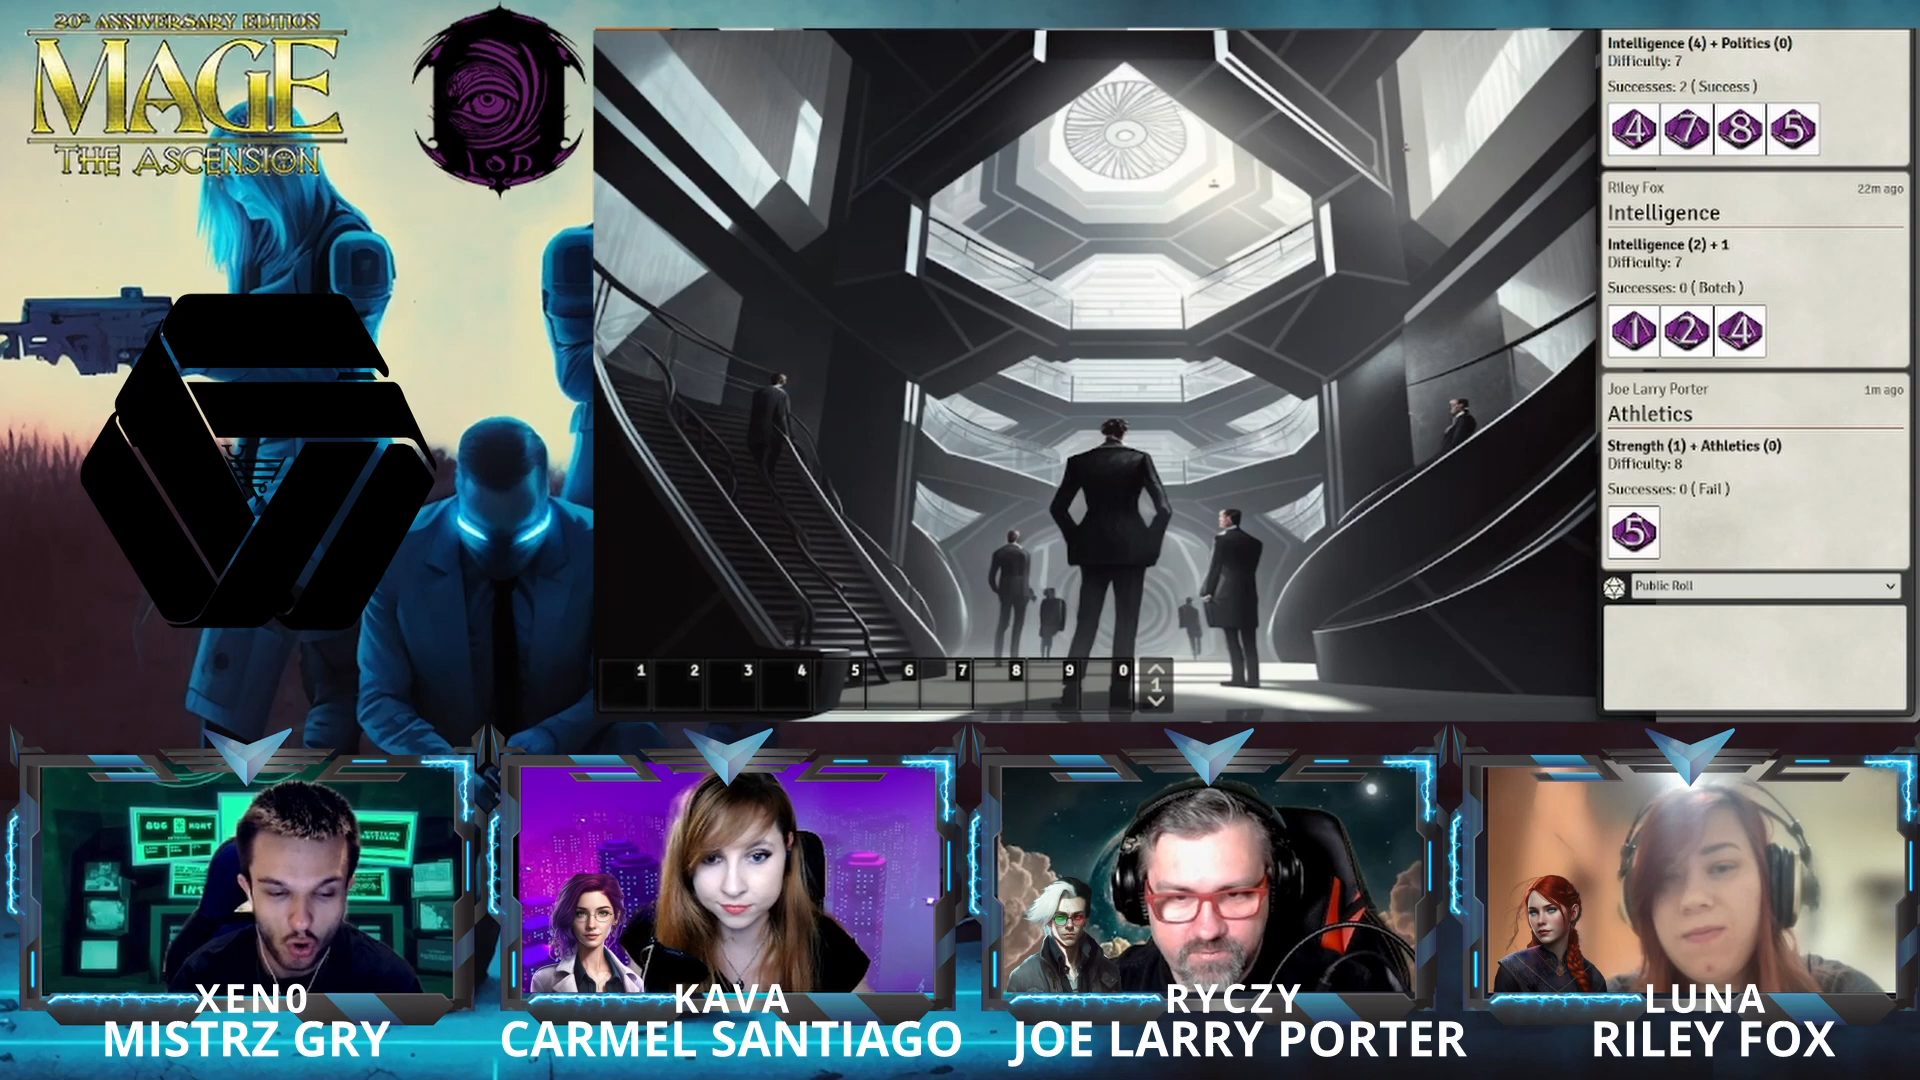 20th ANNIVERSARY EDITION
MAGE
THE ASCENSION
LOD
Intelligence (4) + Politics (0)
Difficulty: 7
Successes: 2 ( Success )
4 7 8 5
Riley Fox 22m ago
Intelligence
Intelligence (2) + 1
Difficulty: 7
Successes: 0 ( Botch )
1 2 4
Joe Larry Porter 1m ago
Athletics
Strength (1) + Athletics (0)
Difficulty: 8
Successes: 0 ( Fail )
5
Public Roll
1 2 3 4 5 6 7 8 9 0 1
XEN0
MISTRZ GRY
KAVA
CARMEL SANTIAGO
RYCZY
JOE LARRY PORTER
LUNA
RILEY FOX